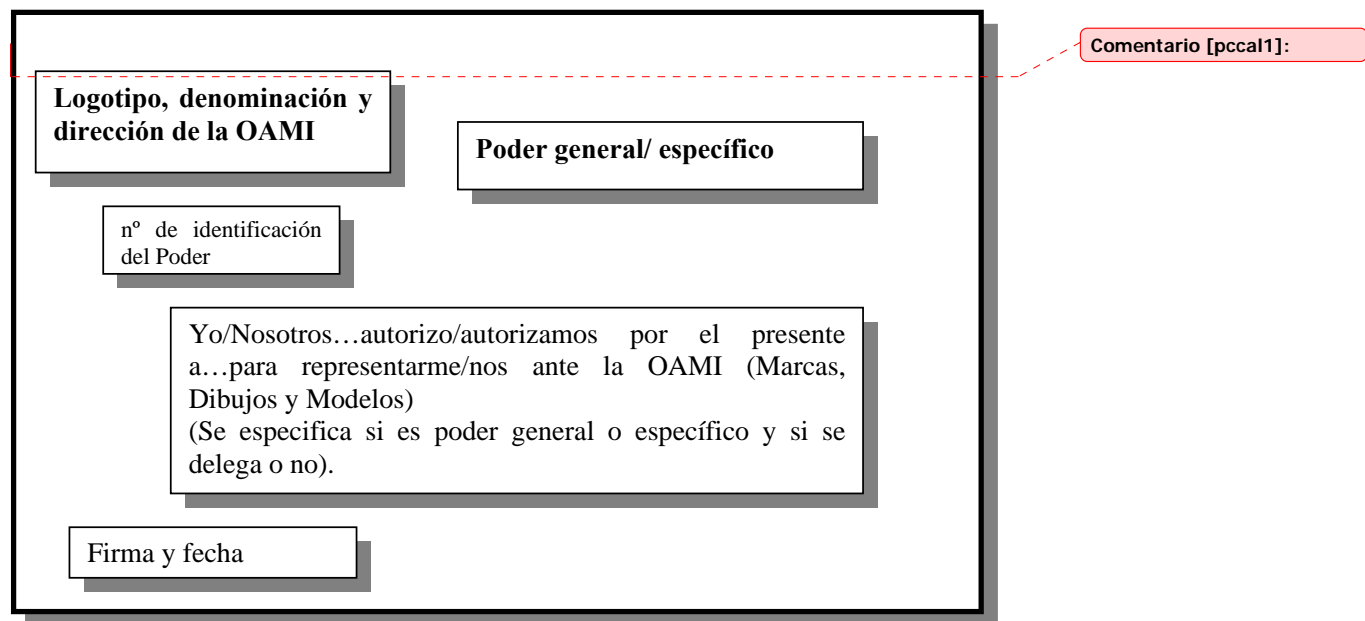 Comentario [pccal1]:
Logotipo, denominación y
dirección de la OAMI
Poder general/ específico
nº de identificación
del Poder
Yo/Nosotros…autorizo/autorizamos por el presente
a…para representarme/nos ante la OAMI (Marcas,
Dibujos y Modelos)
(Se especifica si es poder general o específico y si se
delega o no).
Firma y fecha